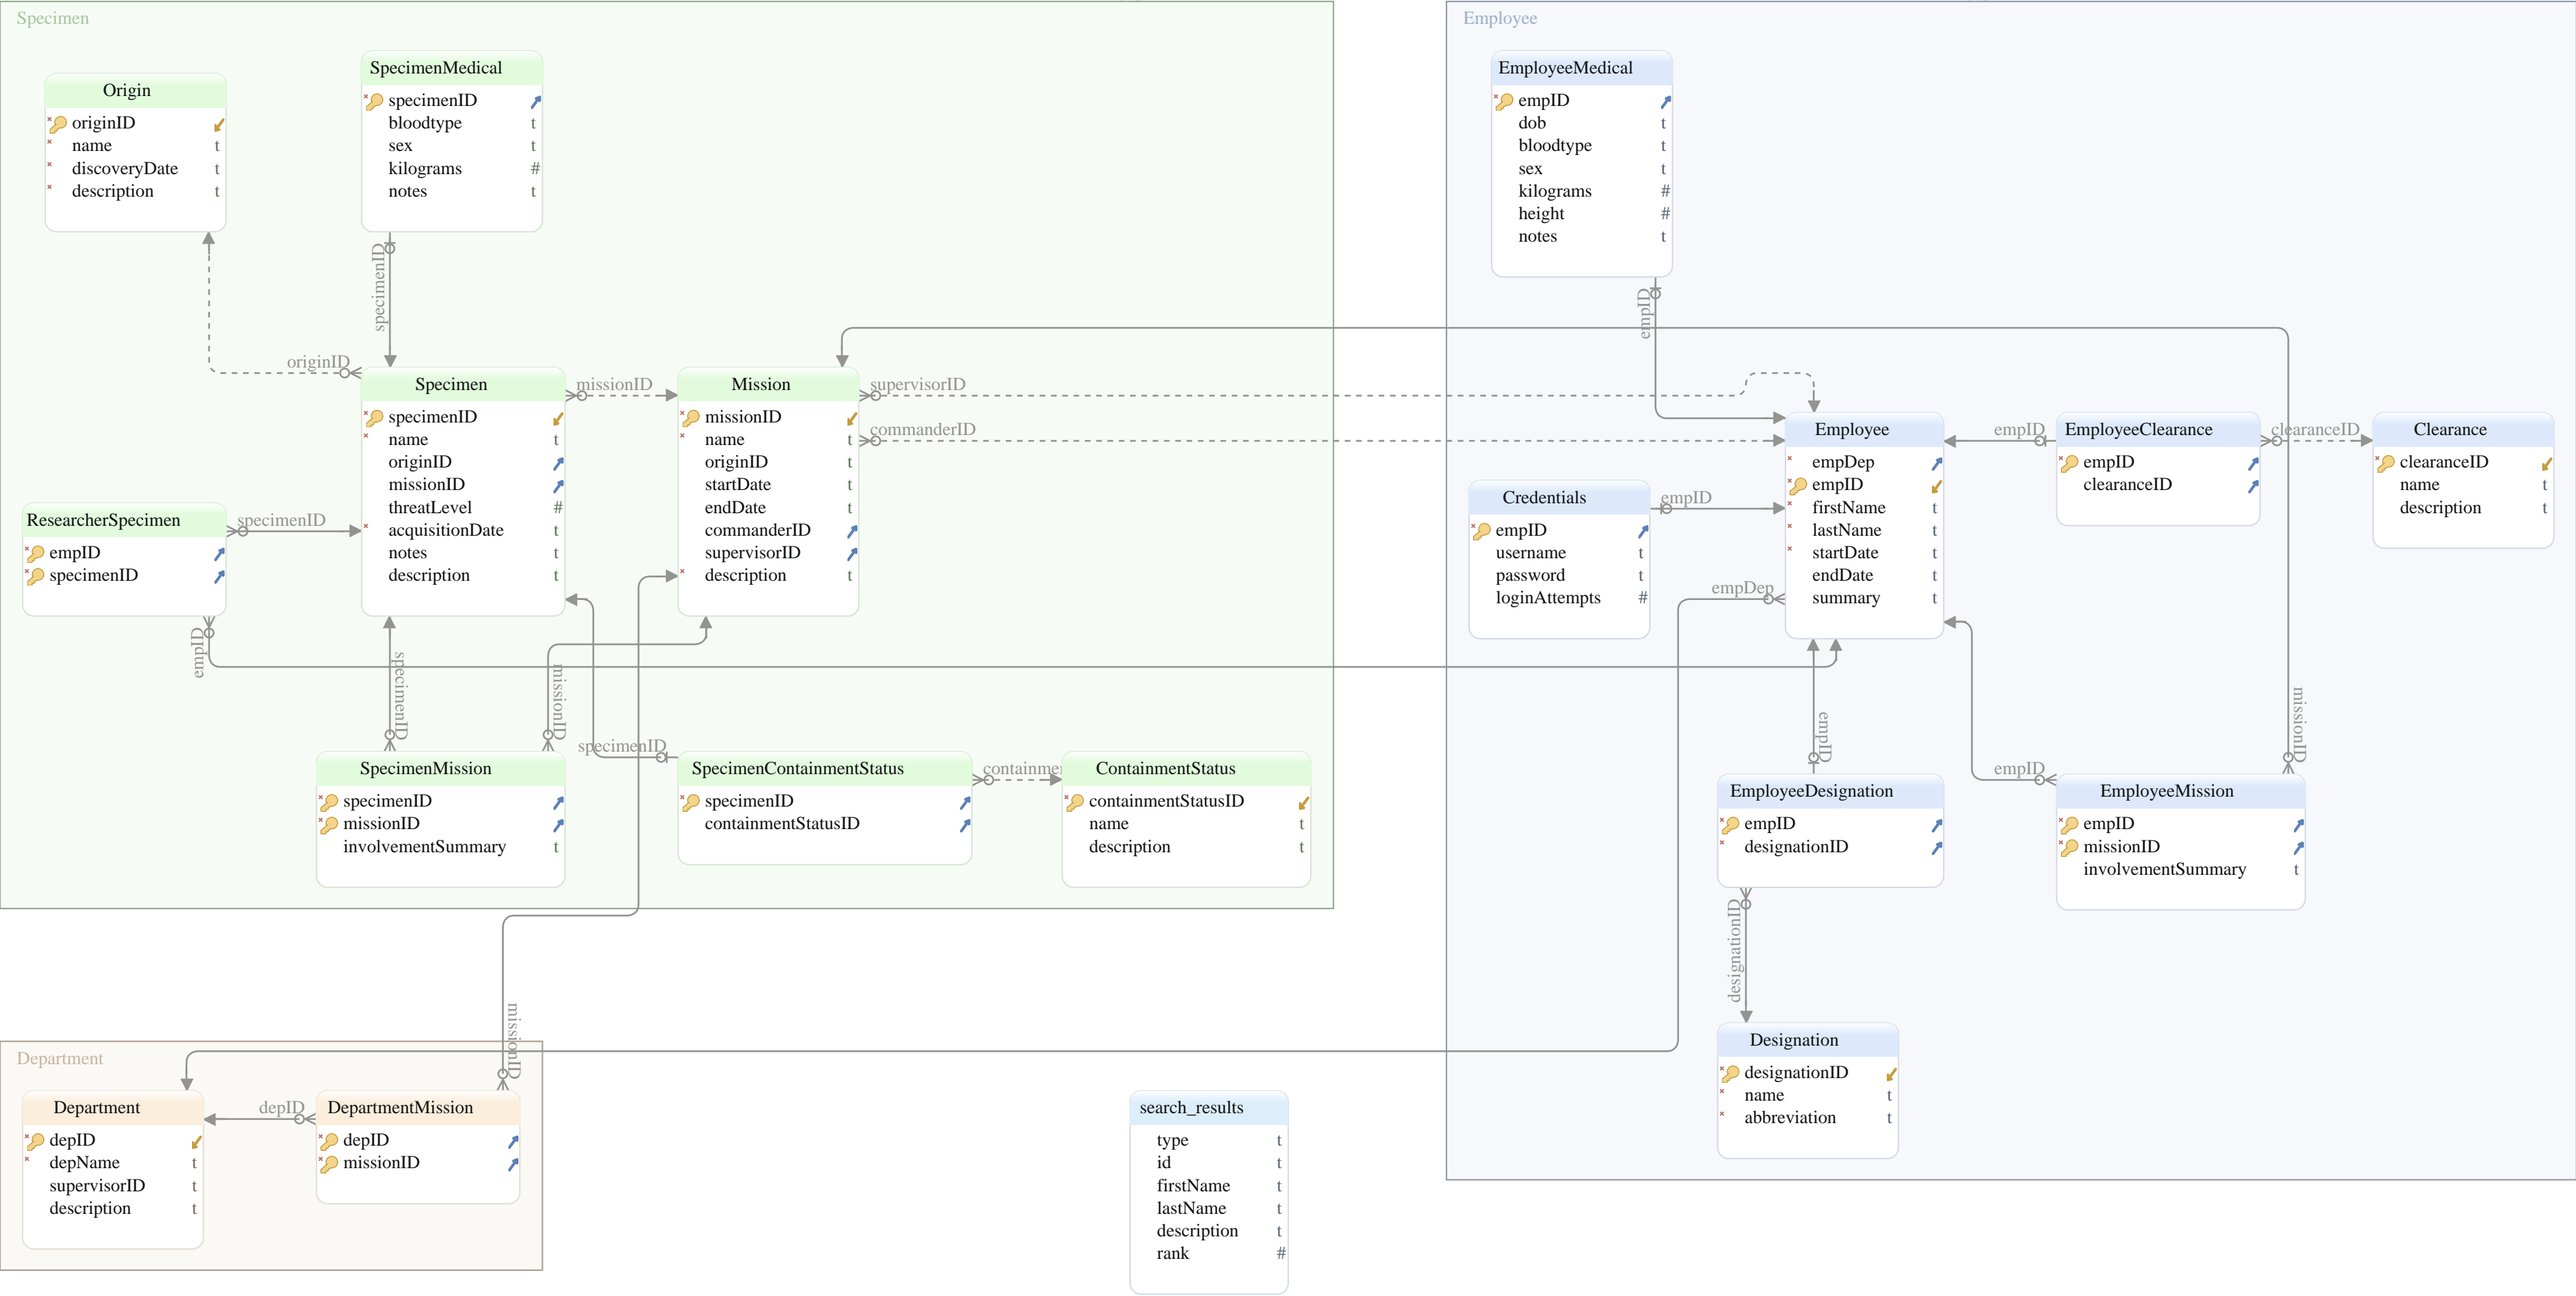 Specimen
Origin
originID
name t
discoveryDate t
description t
SpecimenMedical
specimenID
bloodtype t
sex t
kilograms #
notes t
specimenID
originID
Specimen
specimenID
name t
originID
missionID
threatLevel #
acquisitionDate t
notes t
description t
missionID
Mission
missionID
name t
originID t
startDate t
endDate t
commanderID
supervisorID
description t
supervisorID
commanderID
ResearcherSpecimen
empID
specimenID
specimenID
empID
specimenID
missionID
SpecimenMission
specimenID
missionID
involvementSummary t
specimenID
SpecimenContainmentStatus
specimenID
containmentStatusID
containme
ContainmentStatus
containmentStatusID
name t
description t
Employee
EmployeeMedical
empID
dob t
bloodtype t
sex t
kilograms #
height #
notes t
empID
Credentials
empID
username t
password t
loginAttempts #
empID
empDep
Employee
empDep
empID
firstName t
lastName t
startDate t
endDate t
summary t
empID
EmployeeClearance
empID
clearanceID
clearanceID
Clearance
clearanceID
name t
description t
empID
EmployeeDesignation
empID
designationID
empID
missionID
EmployeeMission
empID
missionID
involvementSummary t
designationID
Designation
designationID
name t
abbreviation t
Department
missionID
Department
depID
depName t
supervisorID t
description t
depID
DepartmentMission
depID
missionID
search_results
type t
id t
firstName t
lastName t
description t
rank #